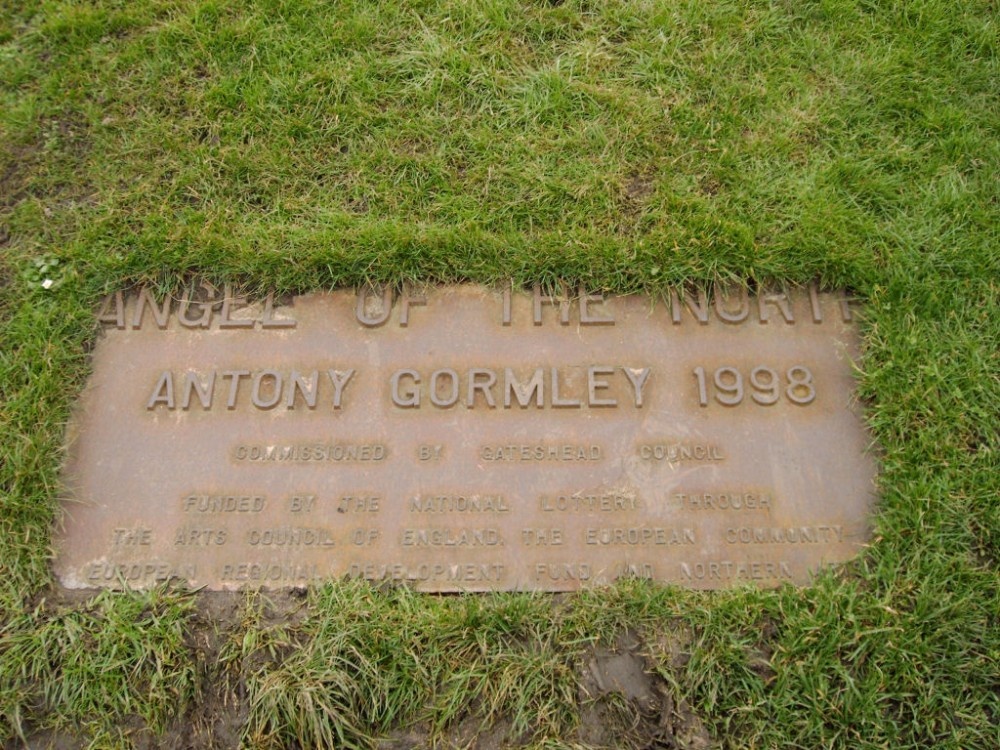 ANGEL OF THE NORTH
ANTONY GORMLEY 1998
COMMISSIONED BY GATESHEAD COUNCIL
FUNDED BY THE NATIONAL LOTTERY THROUGH
THE ARTS COUNCIL OF ENGLAND, THE EUROPEAN COMMUNITY-
EUROPEAN REGIONAL DEVELOPMENT FUND AND NORTHERN